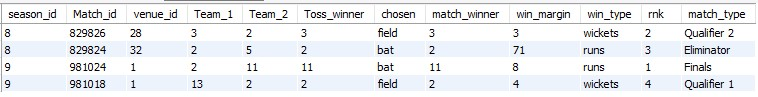 season_id Match_id venue_id Team_1 Team_2 Toss_winner chosen match_winner win_margin win_type rnk match_type
8 829826 28 3 2 3 field 3 3 wickets 2 Qualifier 2
8 829824 32 2 5 2 bat 2 71 runs 3 Eliminator
9 981024 1 2 11 11 bat 11 8 runs 1 Finals
9 981018 1 13 2 2 field 2 4 wickets 4 Qualifier 1